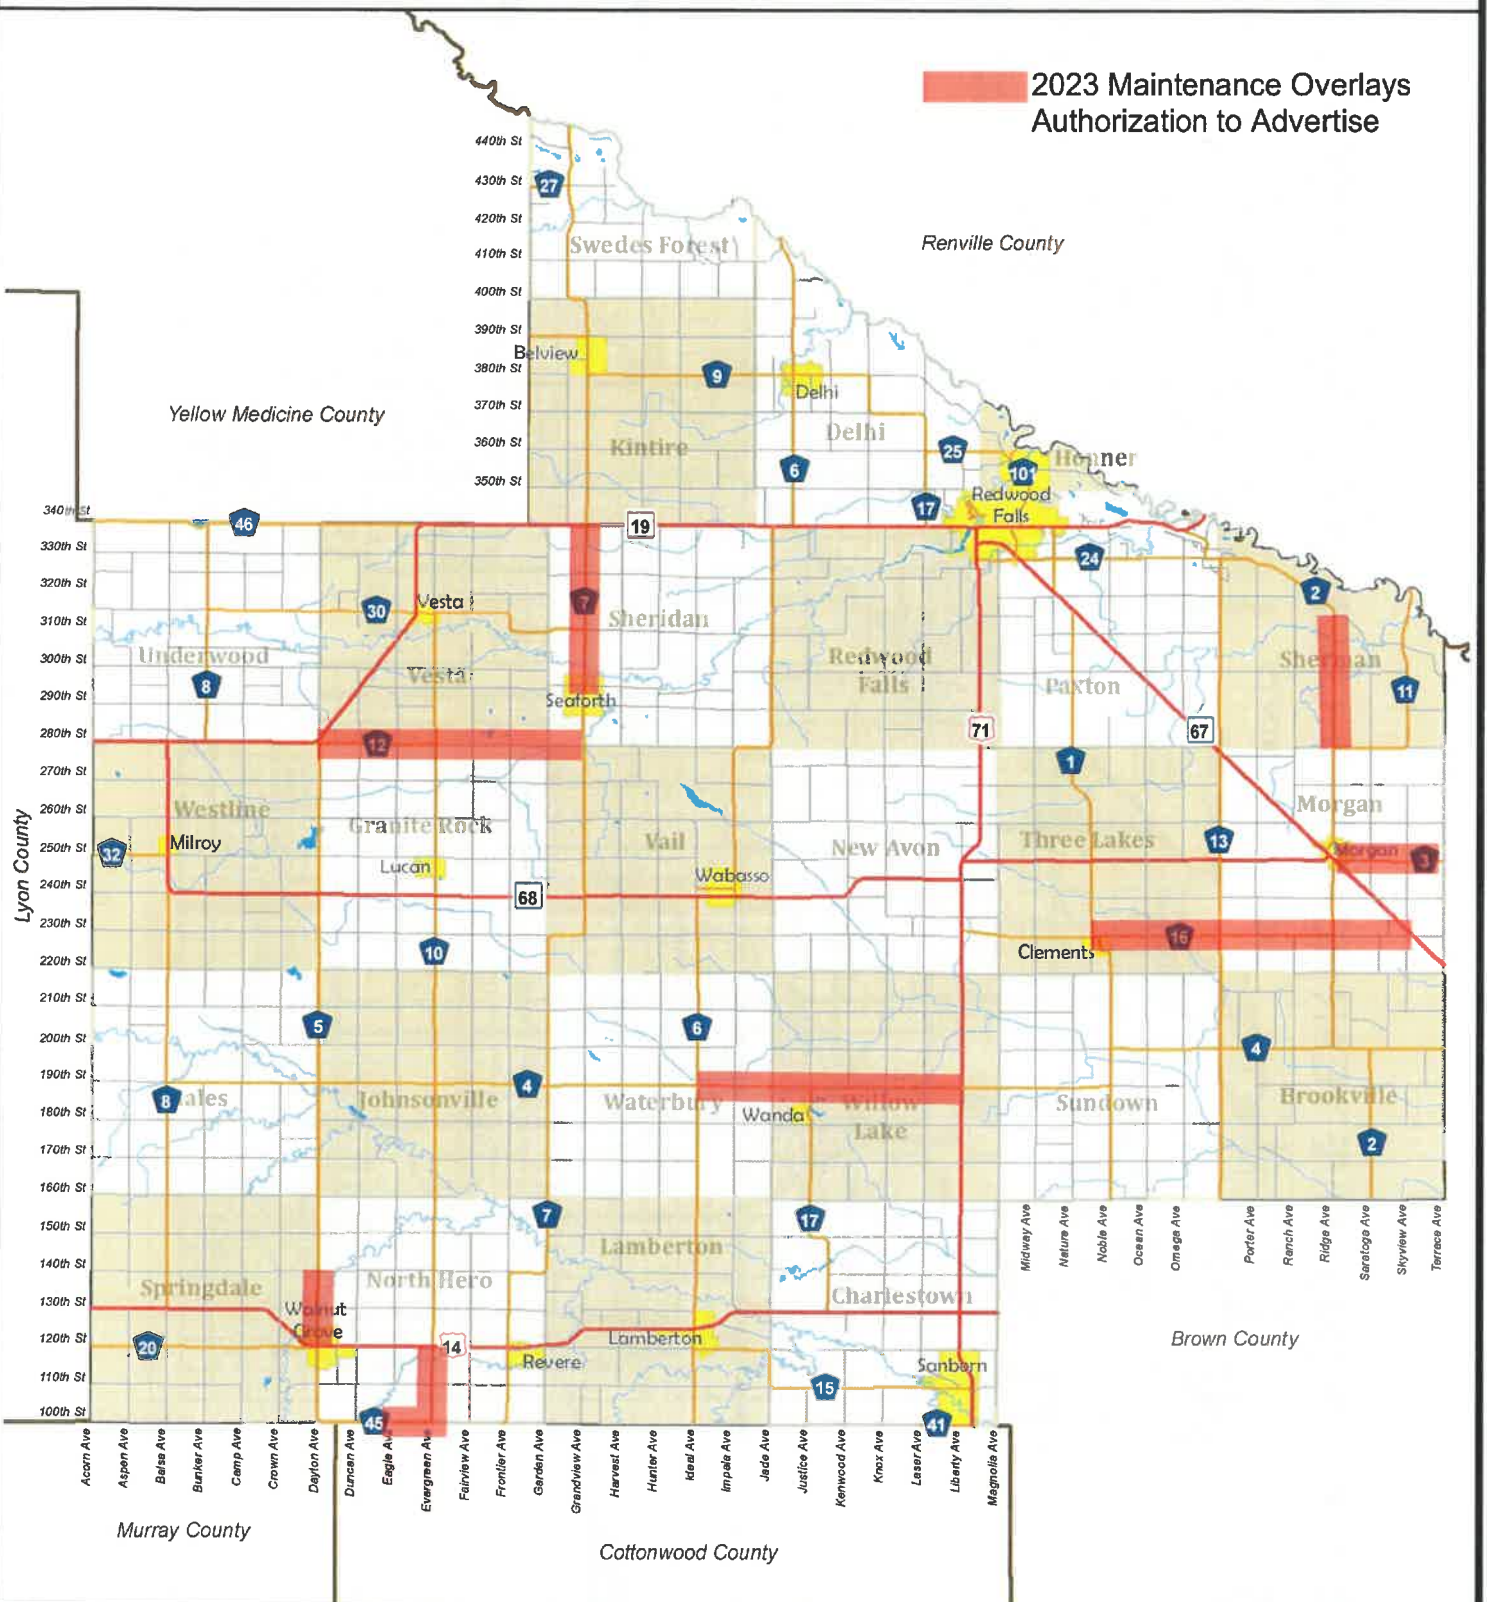 2023 Maintenance Overlays
Authorization to Advertise
440th St
430th St
27
420th St
Swedes Forest
Renville County
410th St
400th St
390th St
Belview
380th St
9
Delhi
Yellow Medicine County
370th St
Delhi
360th St
Kintire
25
Honner
101
350th St
6
Redwood
Falls
17
340th St
46
19
330th St
24
320th St
30
Vesta
7
2
310th St
Sheridan
300th St
Underwood
Vesta
Redwood
Falls
Sherman
Paxton
8
290th St
Seaforth
11
280th St
12
71
67
1
270th St
260th St
Westline
Granite Rock
Morgan
250th St
32
Milroy
Vail
New Avon
Three Lakes
13
Morgan
3
Lucan
Wabasso
240th St
68
Lyon County
230th St
16
10
Clements
220th St
210th St
5
6
200th St
4
190th St
4
8
Johnsonville
Waterbury
Wanda
Willow
Lake
Sundown
Brookville
180th St
2
170th St
160th St
7
17
150th St
Lamberton
140th St
Springdale
North Hero
Charlestown
130th St
Walnut
Grove
120th St
20
14
Revere
Lamberton
Sanborn
Brown County
110th St
15
100th St
45
41
Midway Ave
Nature Ave
Noble Ave
Ocean Ave
Omega Ave
Porter Ave
Ranch Ave
Ridge Ave
Saratoga Ave
Skyview Ave
Terrace Ave
Acorn Ave
Aspen Ave
Balsa Ave
Bunker Ave
Camp Ave
Crown Ave
Dayton Ave
Duncan Ave
Eagle Ave
Evergreen Ave
Fairview Ave
Frontier Ave
Garden Ave
Grandview Ave
Harvest Ave
Hunter Ave
Ideal Ave
Impala Ave
Jade Ave
Justice Ave
Kenwood Ave
Knox Ave
Laser Ave
Liberty Ave
Magnolia Ave
Murray County
Cottonwood County